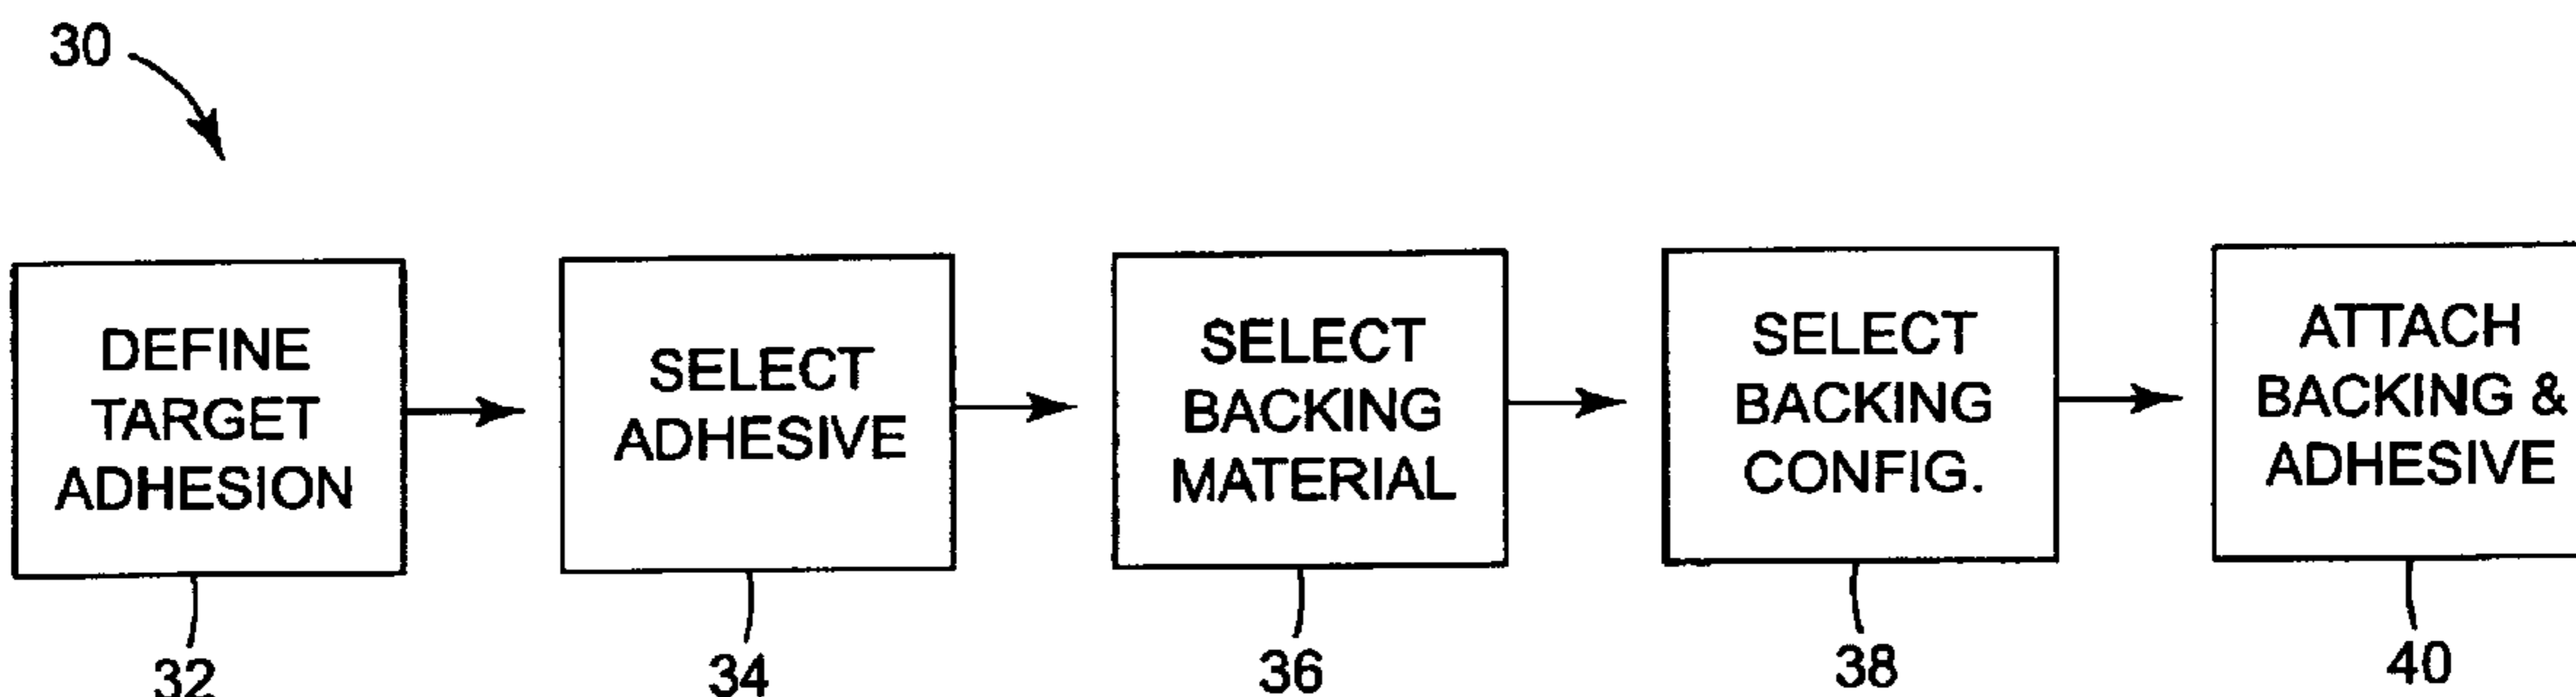 30
DEFINE
TARGET
ADHESION
SELECT
ADHESIVE
SELECT
BACKING
MATERIAL
SELECT
BACKING
CONFIG.
ATTACH
BACKING &
ADHESIVE
32
34
36
38
40